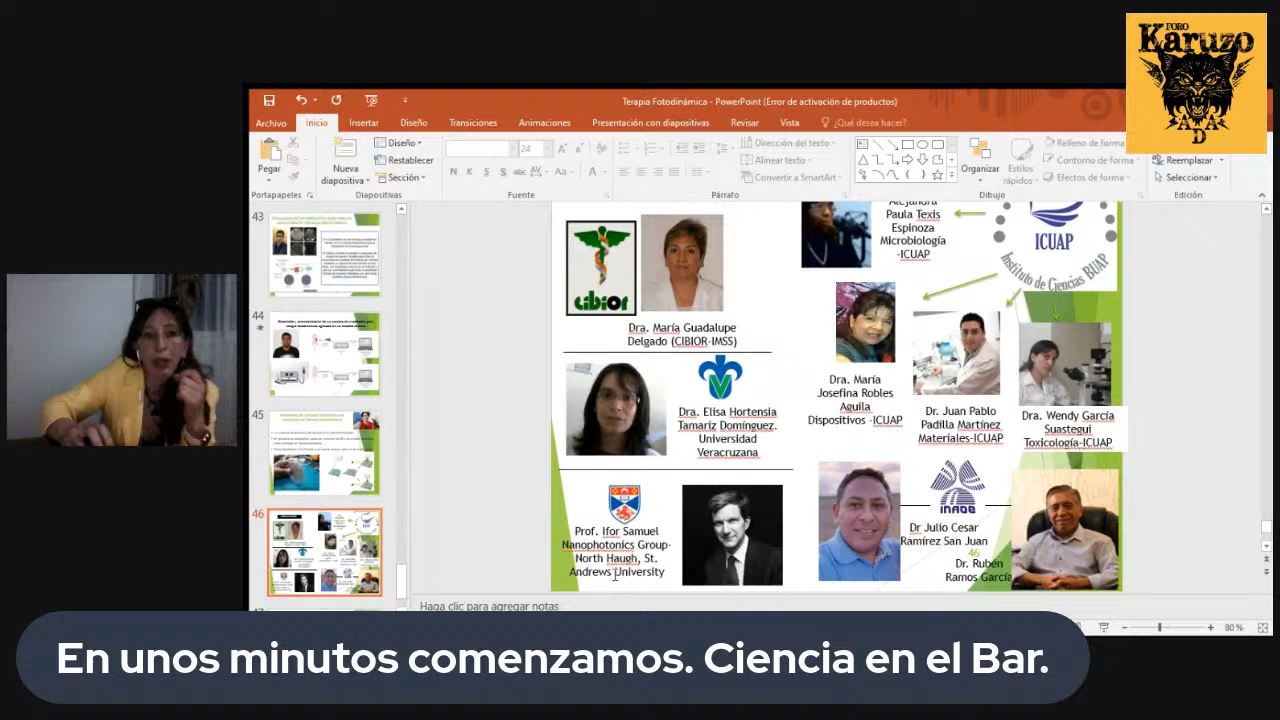 FORO
Karuzo
Terapia Fotodinámica - PowerPoint (Error de activación de productos)
Archivo Inicio Insertar Diseño Transiciones Animaciones Presentación con diapositivas Revisar Vista ¿Qué desea hacer?
Pegar
Nueva
diapositiva
Diseño
Restablecer
Sección
24
N K S S abc AV Aa A
Dirección del texto
Alinear texto
Convertir a SmartArt
Organizar
Estilos
rápidos
Relleno de forma
Contorno de forma
Efectos de forma
Reemplazar
Seleccionar
Portapapeles Diapositivas Fuente Párrafo Dibujo Edición
43
44
45
46
cibior
Dra. María Guadalupe
Delgado (CIBIOR-IMSS)
Dra. Elisa Hortensia
Tamariz Domínguez.
Universidad
Veracruzana
Prof. Ifor Samuel
Nanophotonics Group-
North Haugh, St.
Andrews University
Alejandra
Paula Texis
Espinoza
Microbiología
-ICUAP
ICUAP
Instituto de Ciencias BUAP
Dra. María
Josefina Robles
Aguila
Dispositivos -ICUAP
Dr. Juan Pablo
Padilla Martínez
Materiales-ICUAP
Dra. Wendy García
Suastegui
Toxicología-ICUAP
INAOE
Dr Julio Cesar
Ramírez San Juan
46
Dr. Rubén
Ramos García
Haga clic para agregar notas
80 %
En unos minutos comenzamos. Ciencia en el Bar.